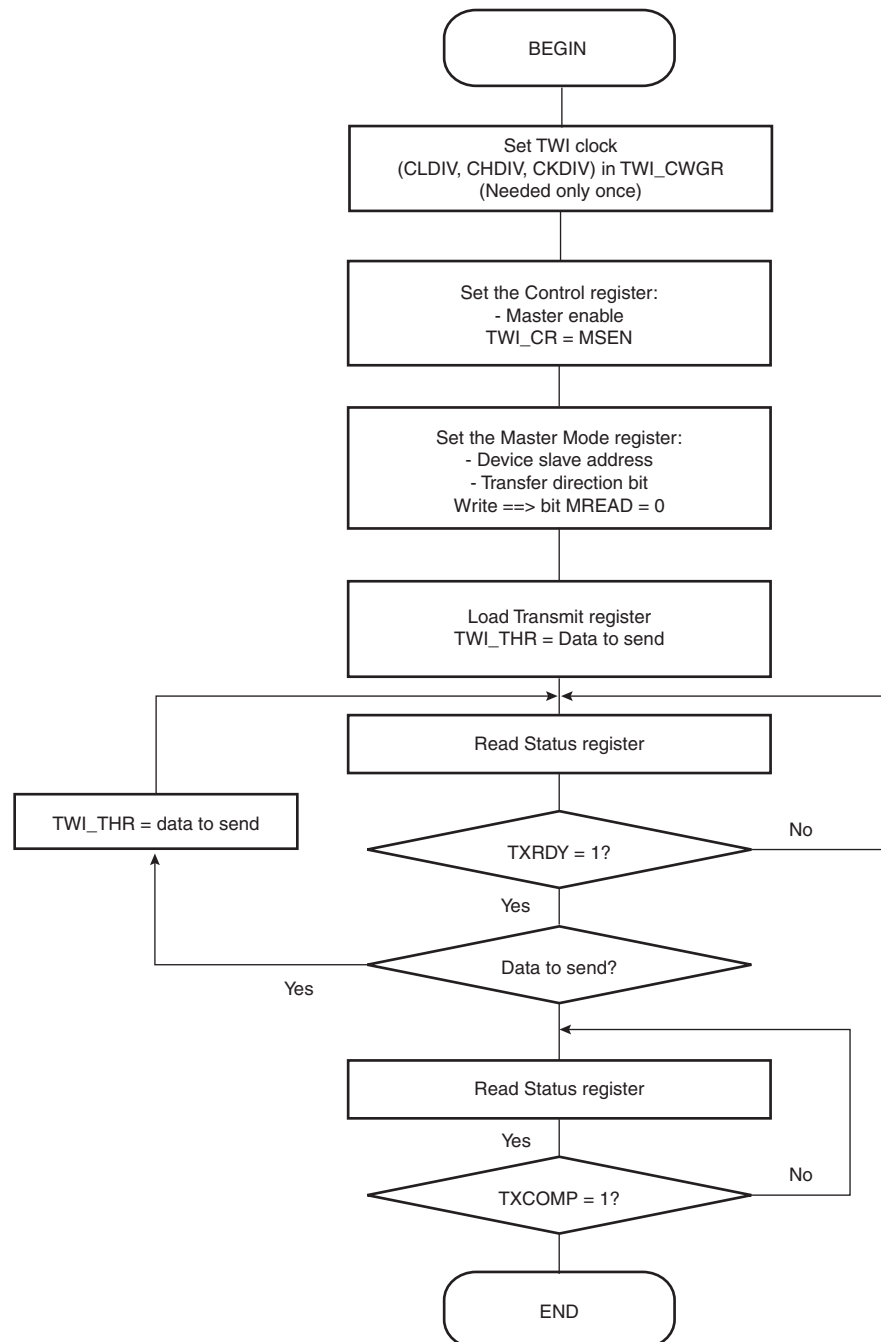 BEGIN
Set TWI clock
(CLDIV, CHDIV, CKDIV) in TWI_CWGR
(Needed only once)
Set the Control register:
- Master enable
TWI_CR = MSEN
Set the Master Mode register:
- Device slave address
- Transfer direction bit
Write ==> bit MREAD = 0
Load Transmit register
TWI_THR = Data to send
Read Status register
TWI_THR = data to send
TXRDY = 1?
No
Yes
Data to send?
Yes
Read Status register
Yes
TXCOMP = 1?
No
END